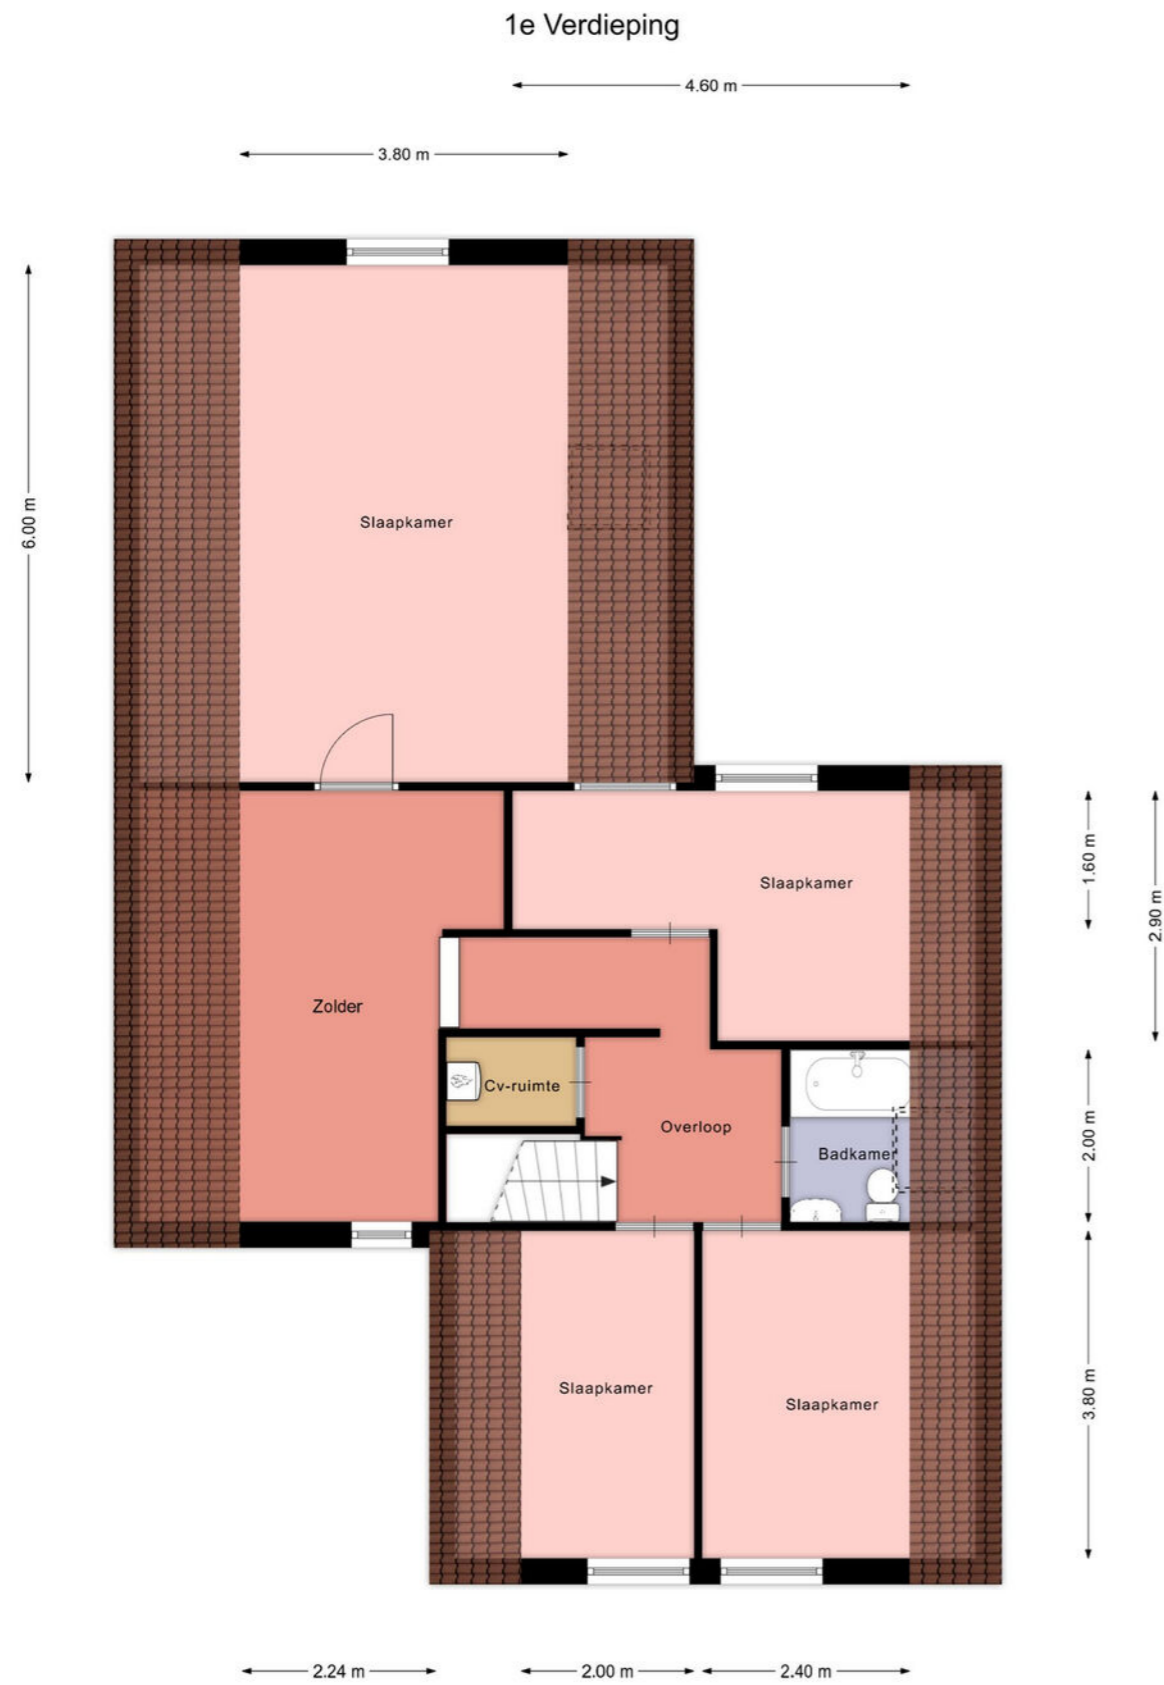 1e Verdieping
4.60 m
3.80 m
6.00 m
Slaapkamer
Slaapkamer
1.60 m
2.90 m
Zolder
Cv-ruimte
Overloop
Badkamer
2.00 m
Slaapkamer
Slaapkamer
3.80 m
2.24 m
2.00 m
2.40 m